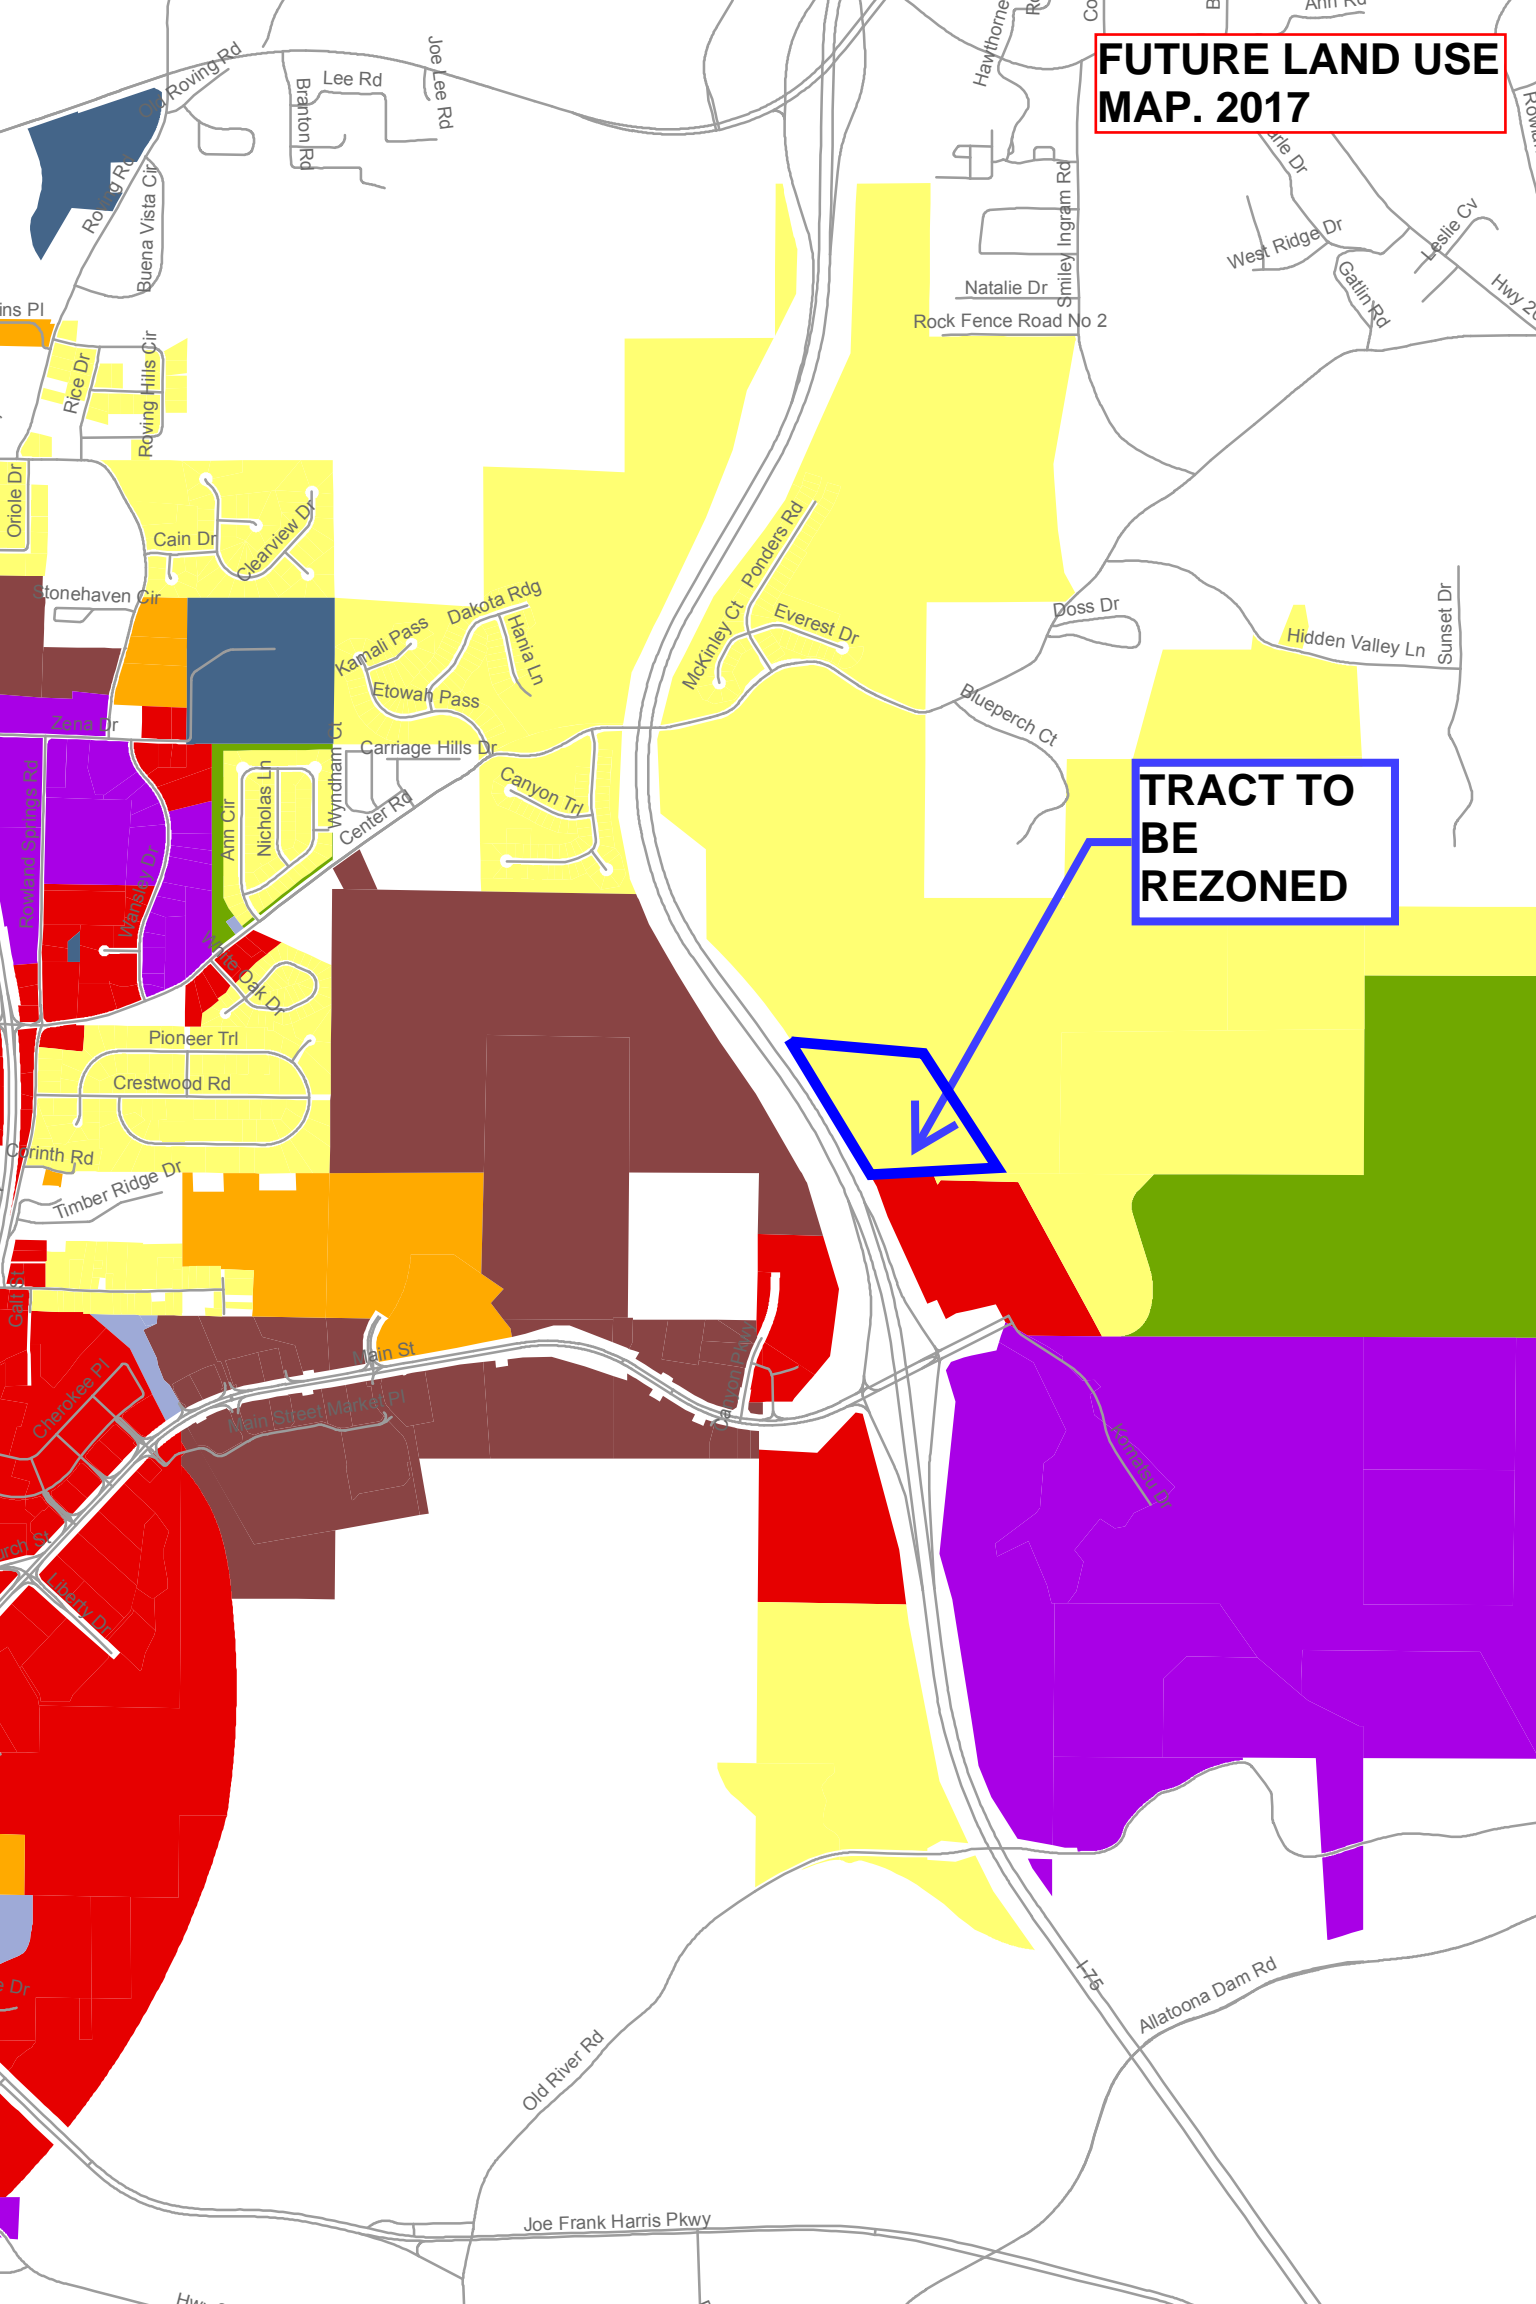 Ann Rd
Hawthorne
FUTURE LAND USE
MAP. 2017
Old Roving Rd
Lee Rd
Joe Lee Rd
Branton Rd
Roving Rd
Buena Vista Cir
Smiley Ingram Rd
West Ridge Dr
Leslie Cv
Gatlin Rd
Natalie Dr
Rock Fence Road No 2
Rice Dr
Roving Hills Cir
Oriole Dr
Cain Dr
Clearview Dr
Stonehaven Cir
Ponders Rd
McKinley Ct
Everest Dr
Dakota Rdg
Kamali Pass
Hania Ln
Etowah Pass
Doss Dr
Hidden Valley Ln
Sunset Dr
Blueperch Ct
Zena Dr
Carriage Hills Dr
Wyndham Ct
Canyon Trl
Center Rd
Nicholas Ln
Ann Cir
Rowland Springs Rd
Wansley Dr
TRACT TO
BE
REZONED
White Oak Dr
Pioneer Trl
Crestwood Rd
Corinth Rd
Timber Ridge Dr
Galt St
Main St
Cherokee Pl
Main Street Market Pl
Canyon Pkwy
Komatsu Dr
Liberty Dr
I-75
Allatoona Dam Rd
Old River Rd
Joe Frank Harris Pkwy